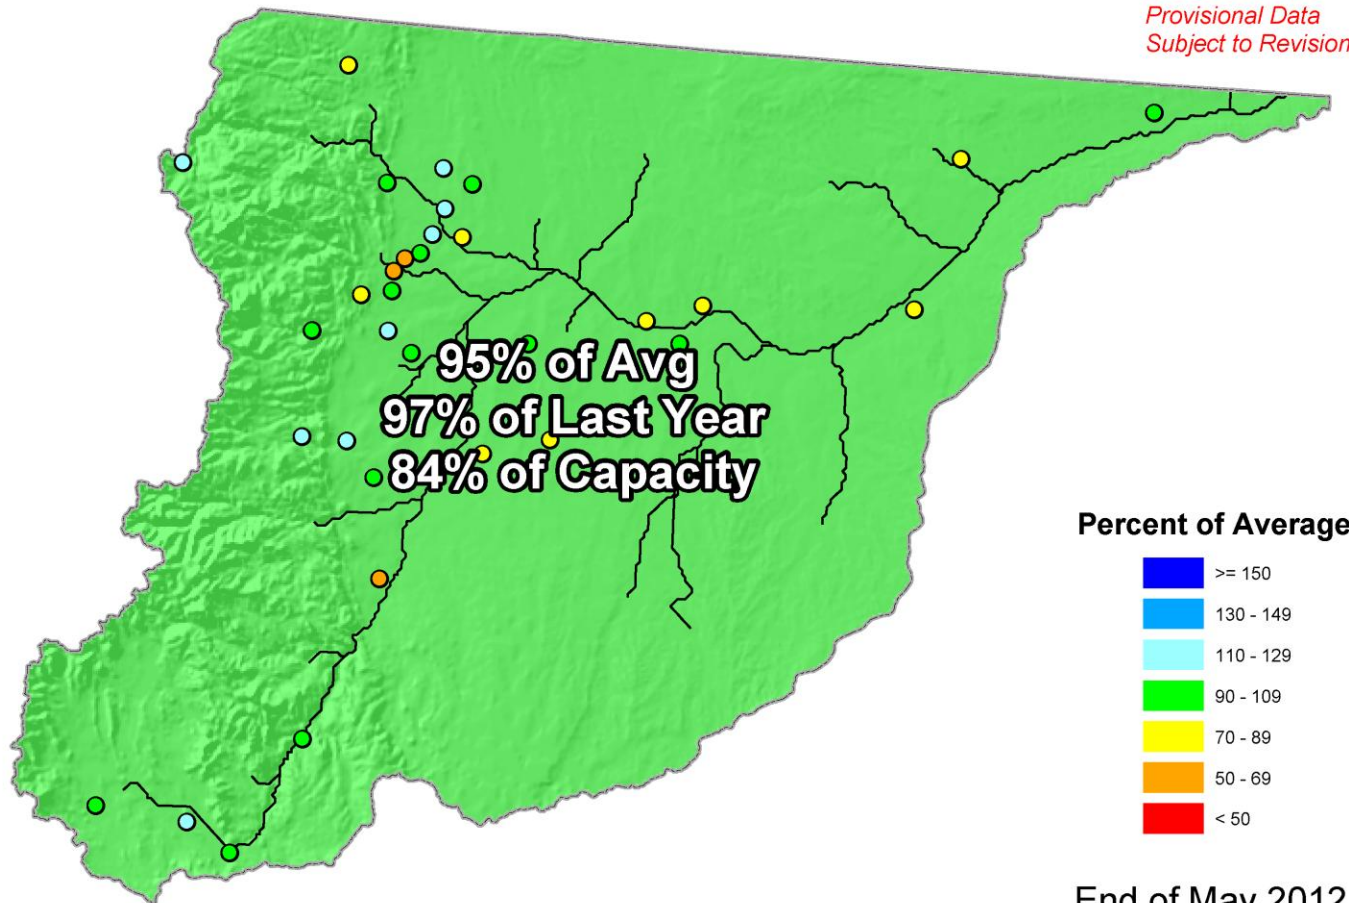 Provisional Data
Subject to Revision
95% of Avg
97% of Last Year
84% of Capacity
Percent of Average
>= 150
130 - 149
110 - 129
90 - 109
70 - 89
50 - 69
< 50
End of May 2012